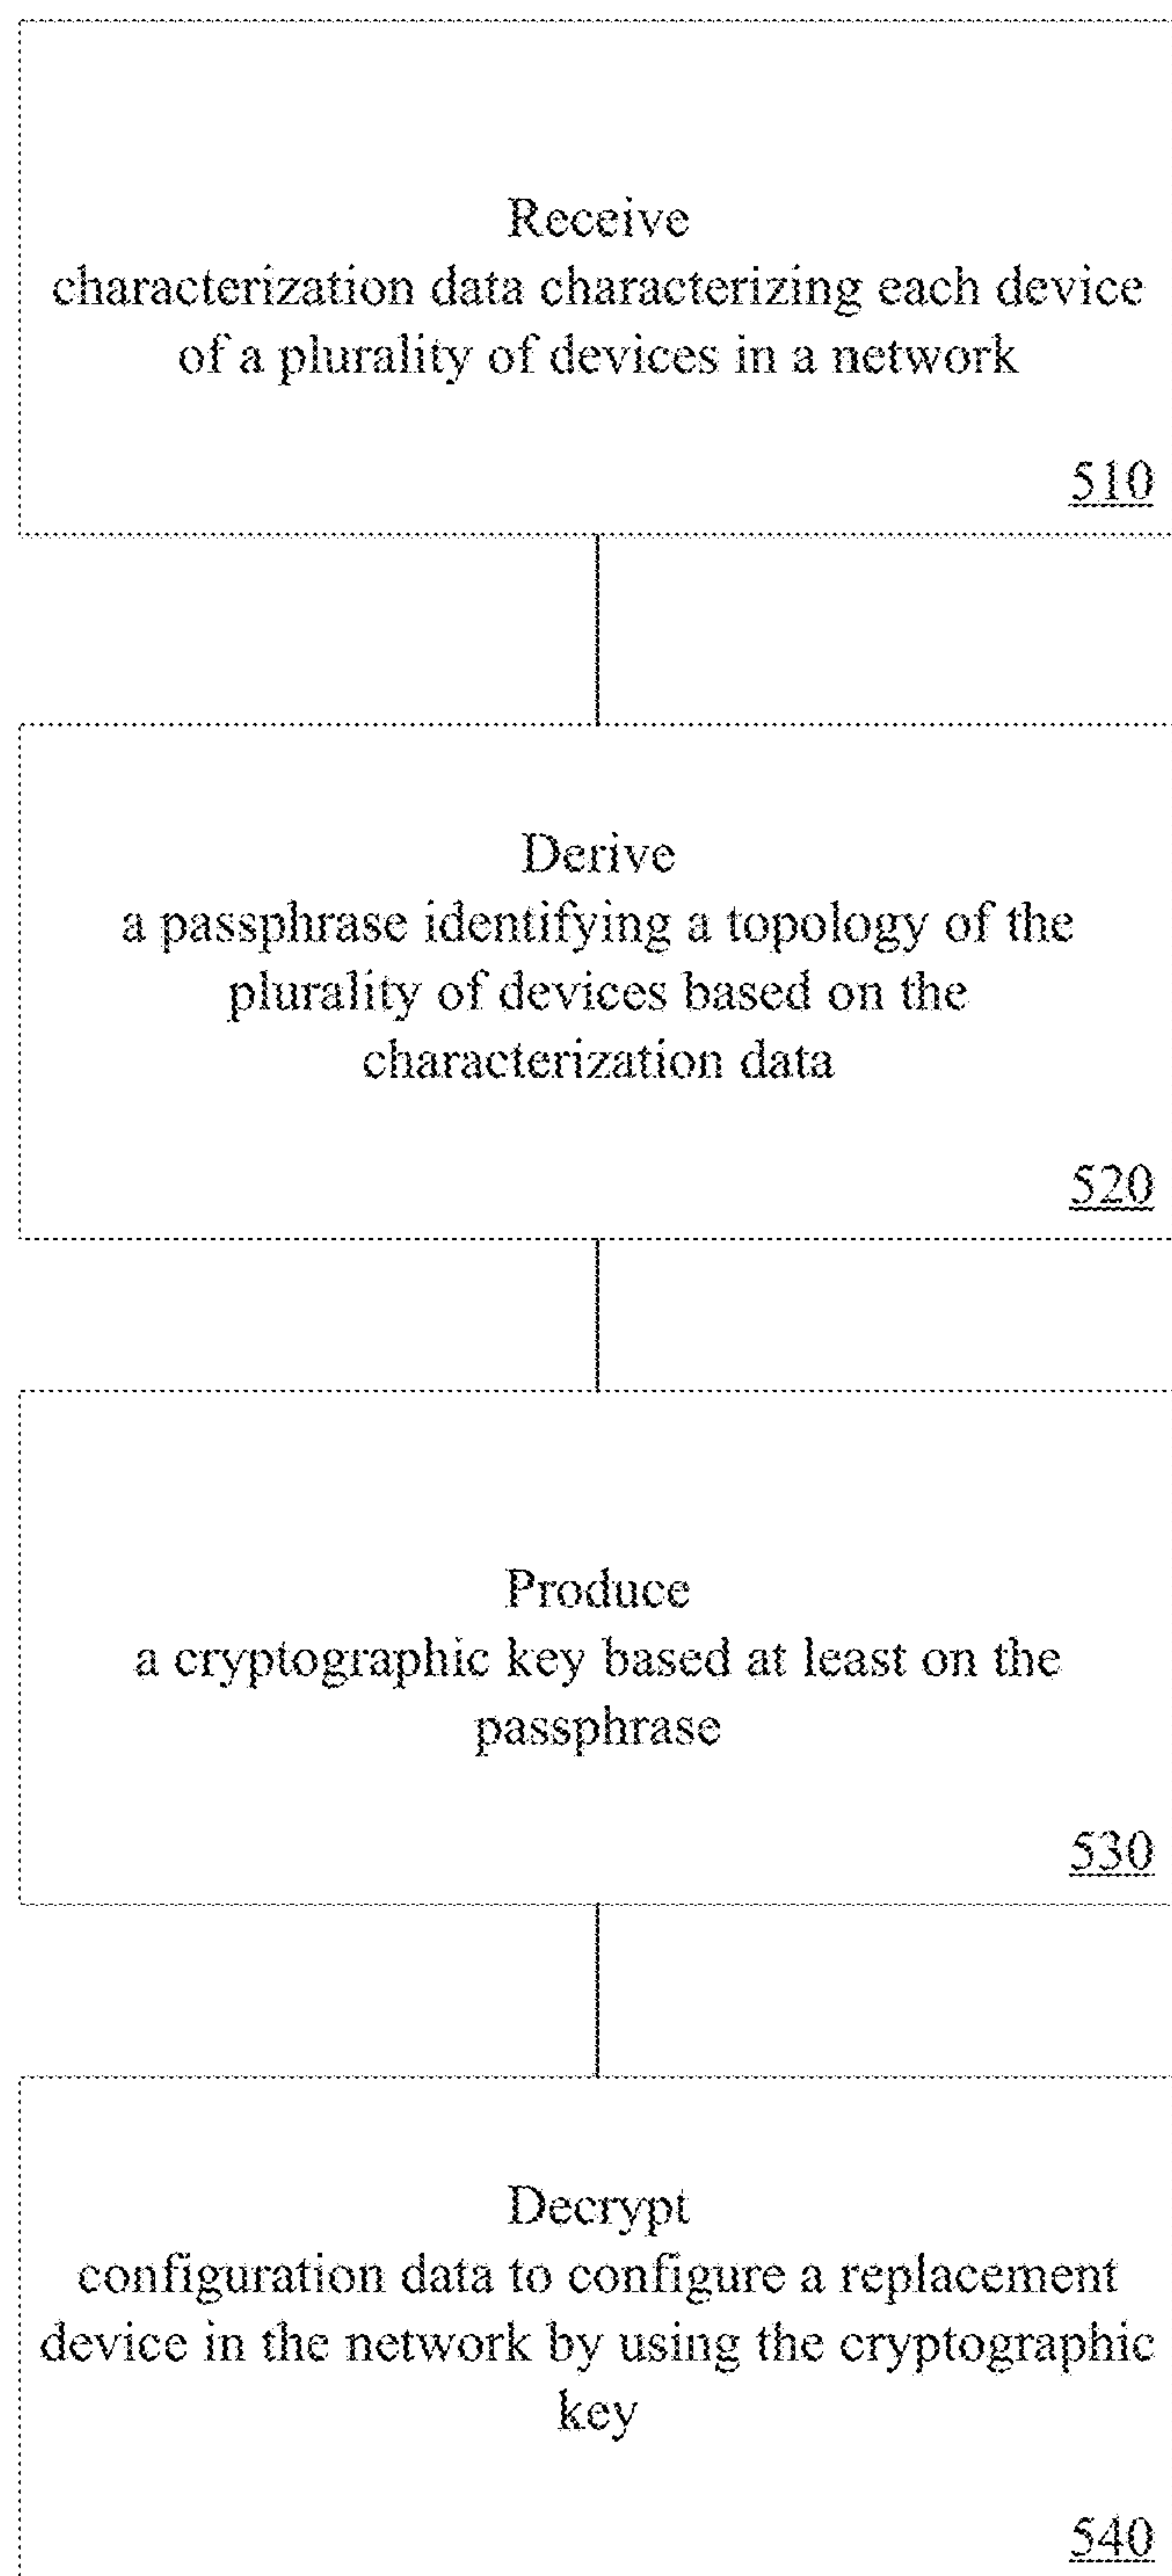 Receive
characterization data characterizing each device
of a plurality of devices in a network
510
Derive
a passphrase identifying a topology of the
plurality of devices based on the
characterization data
520
Produce
a cryptographic key based at least on the
passphrase
530
Decrypt
configuration data to configure a replacement
device in the network by using the cryptographic
key
540